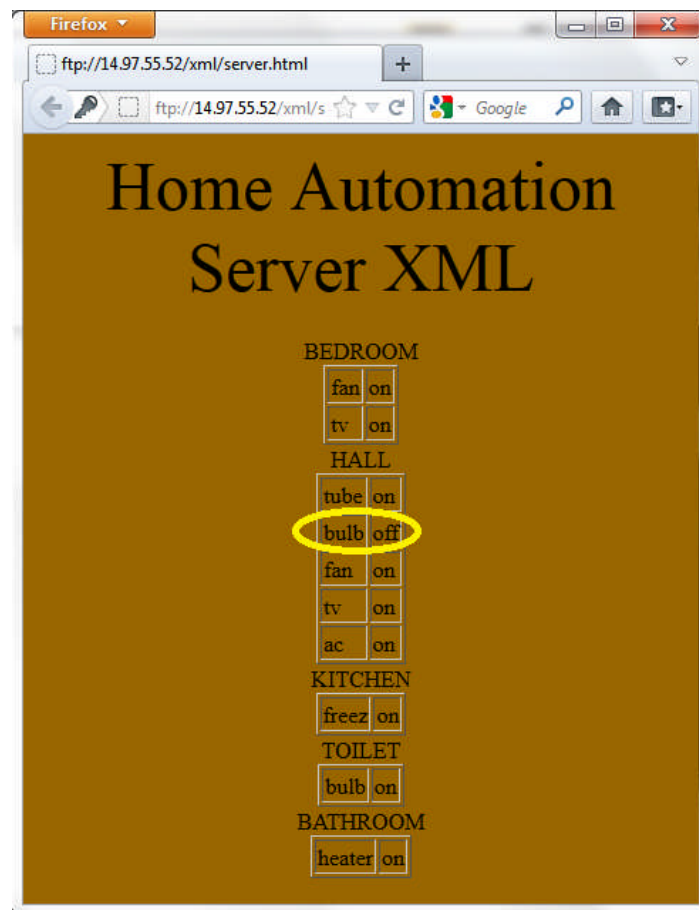 Firefox
ftp://14.97.55.52/xml/server.html
ftp://14.97.55.52/xml/s
Google
Home Automation
Server XML
BEDROOM
fan on
tv on
HALL
tube on
bulb off
fan on
tv on
ac on
KITCHEN
freez on
TOILET
bulb on
BATHROOM
heater on